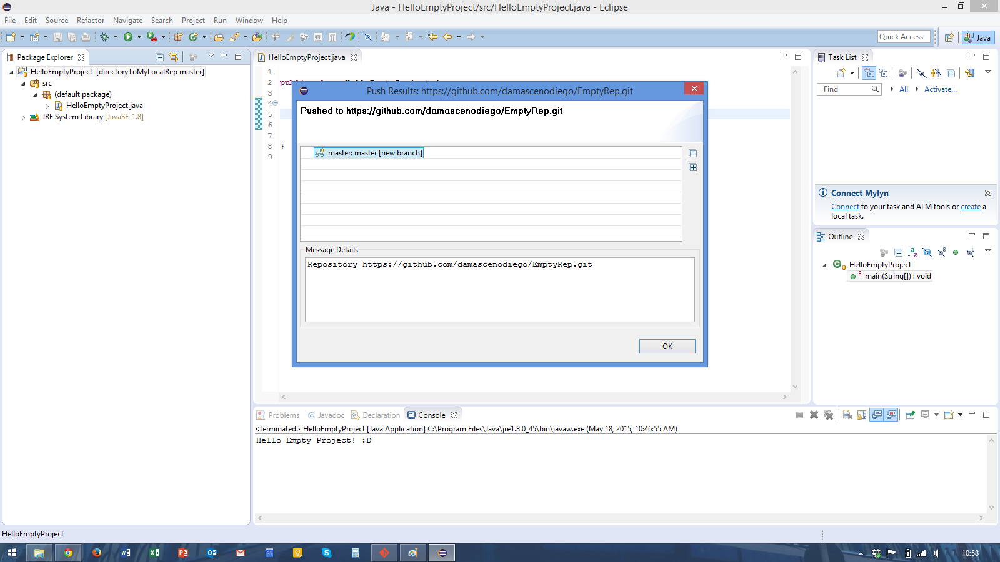 Java - HelloEmptyProject/src/HelloEmptyProject.java - Eclipse
File Edit Source Refactor Navigate Search Project Run Window Help
Quick Access
Java
Package Explorer
HelloEmptyProject [directoryToMyLocalRep master]
src
(default package)
HelloEmptyProject.java
JRE System Library [JavaSE-1.8]
HelloEmptyProject.java
1
2
3
4
5
6
7
8 }
9
Push Results: https://github.com/damascenodiego/EmptyRep.git
Pushed to https://github.com/damascenodiego/EmptyRep.git
master: master [new branch]
Message Details
Repository https://github.com/damascenodiego/EmptyRep.git
OK
Task List
Find
All
Activate...
Connect Mylyn
Connect to your task and ALM tools or create a
local task.
Outline
HelloEmptyProject
main(String[]) : void
Problems @ Javadoc Declaration Console
<terminated> HelloEmptyProject [Java Application] C:\Program Files\Java\jre1.8.0_45\bin\javaw.exe (May 18, 2015, 10:46:55 AM)
Hello Empty Project! :D
HelloEmptyProject
10:58